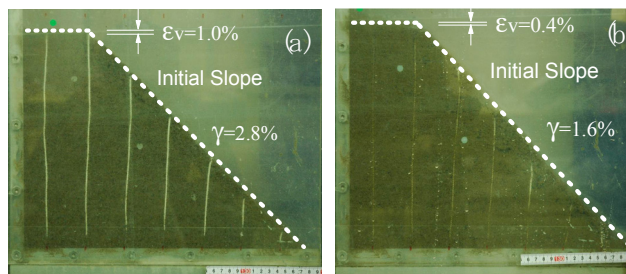 εv=1.0%
(a)
Initial Slope
γ=2.8%
εv=0.4%
(b)
Initial Slope
γ=1.6%